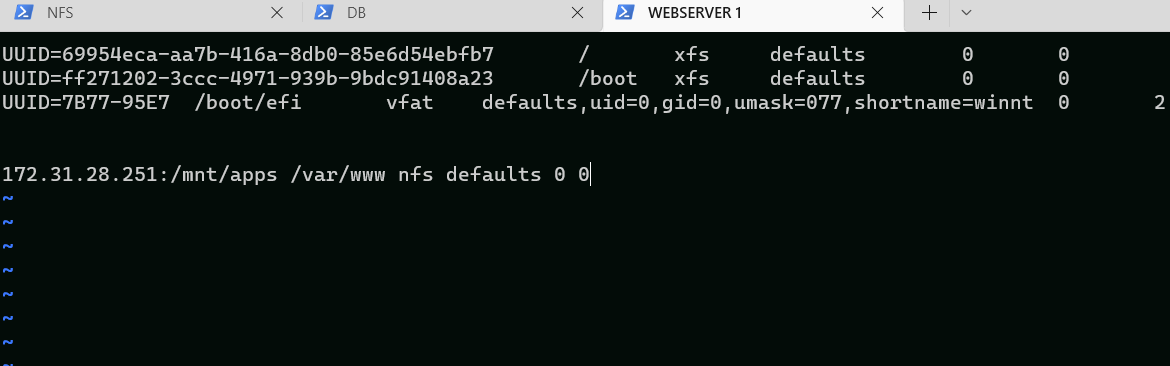 NFS DB WEBSERVER 1
UUID=69954eca-aa7b-416a-8db0-85e6d54ebfb7 / xfs defaults 0 0
UUID=ff271202-3ccc-4971-939b-9bdc91408a23 /boot xfs defaults 0 0
UUID=7B77-95E7 /boot/efi vfat defaults,uid=0,gid=0,umask=077,shortname=winnt 0 2
172.31.28.251:/mnt/apps /var/www nfs defaults 0 0
~
~
~
~
~
~
~
~